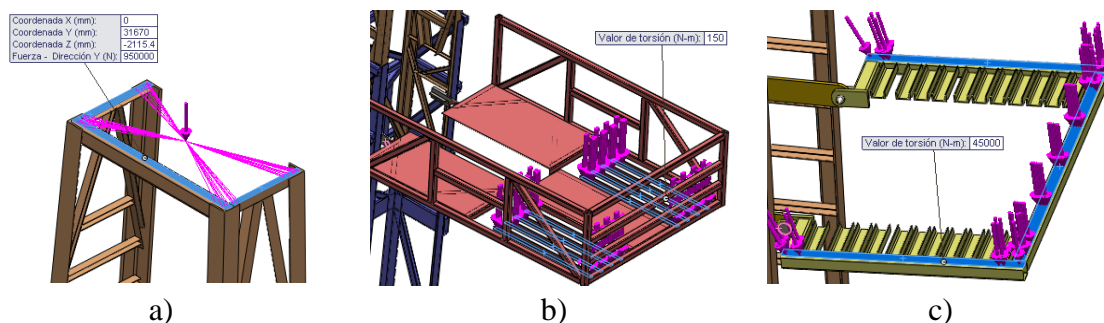 Coordenada X (mm): 0
Coordenada Y (mm): 31670
Coordenada Z (mm): -2115.4
Fuerza - Dirección Y (N): 950000
Valor de torsión (N-m): 150
Valor de torsión (N-m): 45000
a)
b)
c)